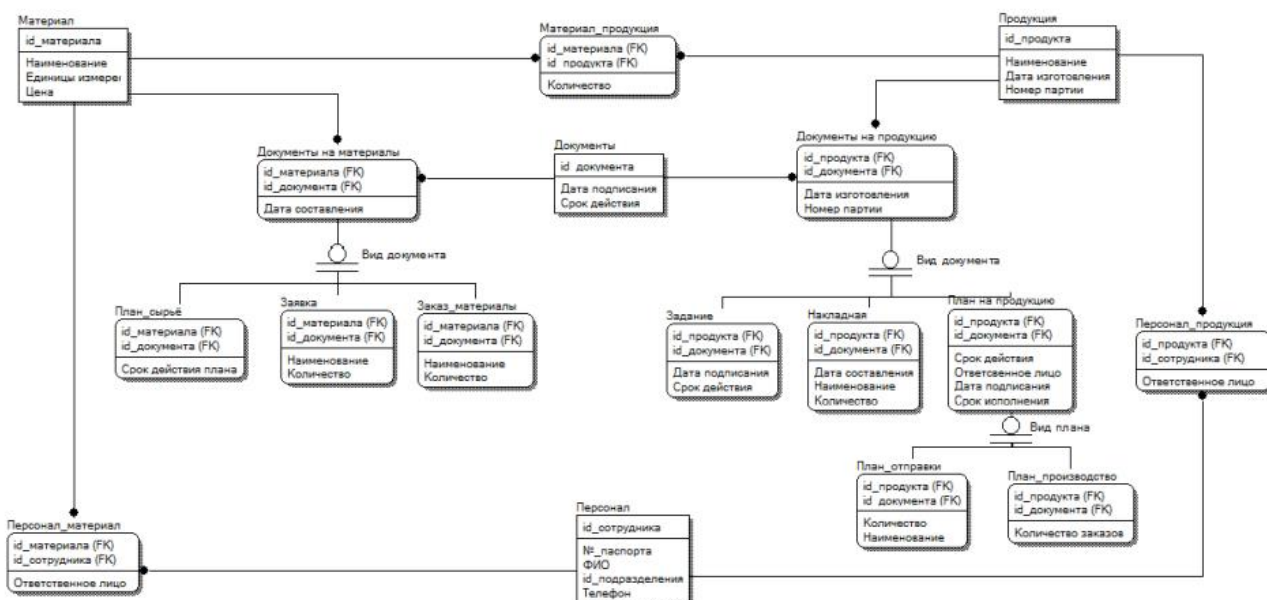 Материал
id_материала
Наименование
Единицы измерен
Цена
Материал_продукция
id_материала (FK)
id_продукта (FK)
Количество
Продукция
id_продукта
Наименование
Дата изготовления
Номер партии
Документы на материалы
id_материала (FK)
id_документа (FK)
Дата составления
Документы
id_документа
Дата подписания
Срок действия
Документы на продукцию
id_продукта (FK)
id_документа (FK)
Дата изготовления
Номер партии
Вид документа
Вид документа
План_сырьё
id_материала (FK)
id_документа (FK)
Срок действия плана
Заявка
id_материала (FK)
id_документа (FK)
Наименование
Количество
Заказ_материалы
id_материала (FK)
id_документа (FK)
Наименование
Количество
Задание
id_продукта (FK)
id_документа (FK)
Дата подписания
Срок действия
Накладная
id_продукта (FK)
id_документа (FK)
Дата составления
Наименование
Количество
План на продукцию
id_продукта (FK)
id_документа (FK)
Срок действия
Ответсвенное лицо
Дата подписания
Срок исполнения
Персонал_продукция
id_продукта (FK)
id_сотрудника (FK)
Ответственное лицо
Вид плана
План_отправки
id_продукта (FK)
id_документа (FK)
Количество
Наименование
План_производство
id_продукта (FK)
id_документа (FK)
Количество заказов
Персонал_материал
id_материала (FK)
id_сотрудника (FK)
Ответственное лицо
Персонал
id_сотрудника
№_паспорта
ФИО
id_подразделения
Телефон